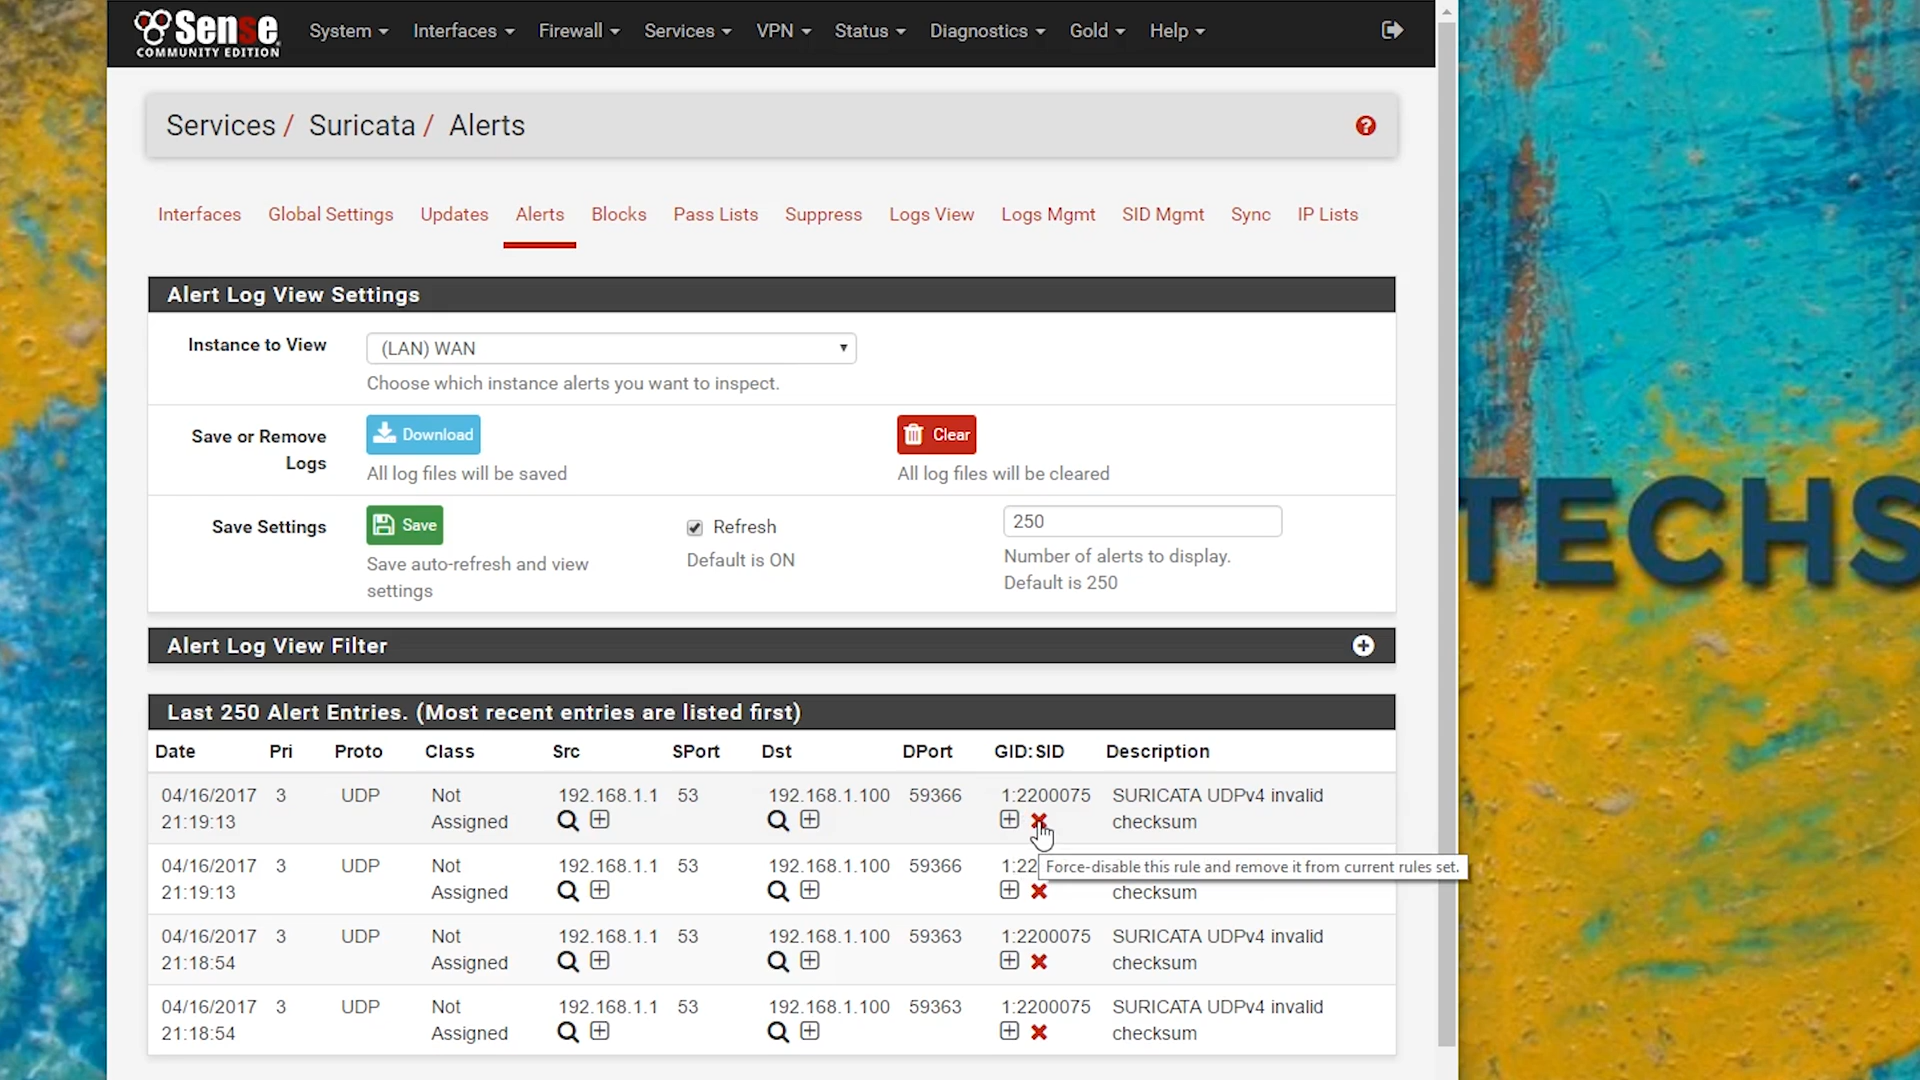 Sense
COMMUNITY EDITION
System Interfaces Firewall Services VPN Status Diagnostics Gold Help
Services / Suricata / Alerts
Interfaces Global Settings Updates Alerts Blocks Pass Lists Suppress Logs View Logs Mgmt SID Mgmt Sync IP Lists
Alert Log View Settings
Instance to View (LAN) WAN
Choose which instance alerts you want to inspect.
Save or Remove Logs Download Clear
All log files will be saved All log files will be cleared
Save Settings Save Refresh 250
Save auto-refresh and view settings Default is ON Number of alerts to display.
Default is 250
TECHS
Alert Log View Filter
Last 250 Alert Entries. (Most recent entries are listed first)
Date Pri Proto Class Src SPort Dst DPort GID:SID Description
04/16/2017 3 UDP Not 192.168.1.1 53 192.168.1.100 59366 1:2200075 SURICATA UDPv4 invalid
21:19:13 Assigned checksum
04/16/2017 3 UDP Not 192.168.1.1 53 192.168.1.100 59366 1:22
Force-disable this rule and remove it from current rules set.
21:19:13 Assigned checksum
04/16/2017 3 UDP Not 192.168.1.1 53 192.168.1.100 59363 1:2200075 SURICATA UDPv4 invalid
21:18:54 Assigned checksum
04/16/2017 3 UDP Not 192.168.1.1 53 192.168.1.100 59363 1:2200075 SURICATA UDPv4 invalid
21:18:54 Assigned checksum